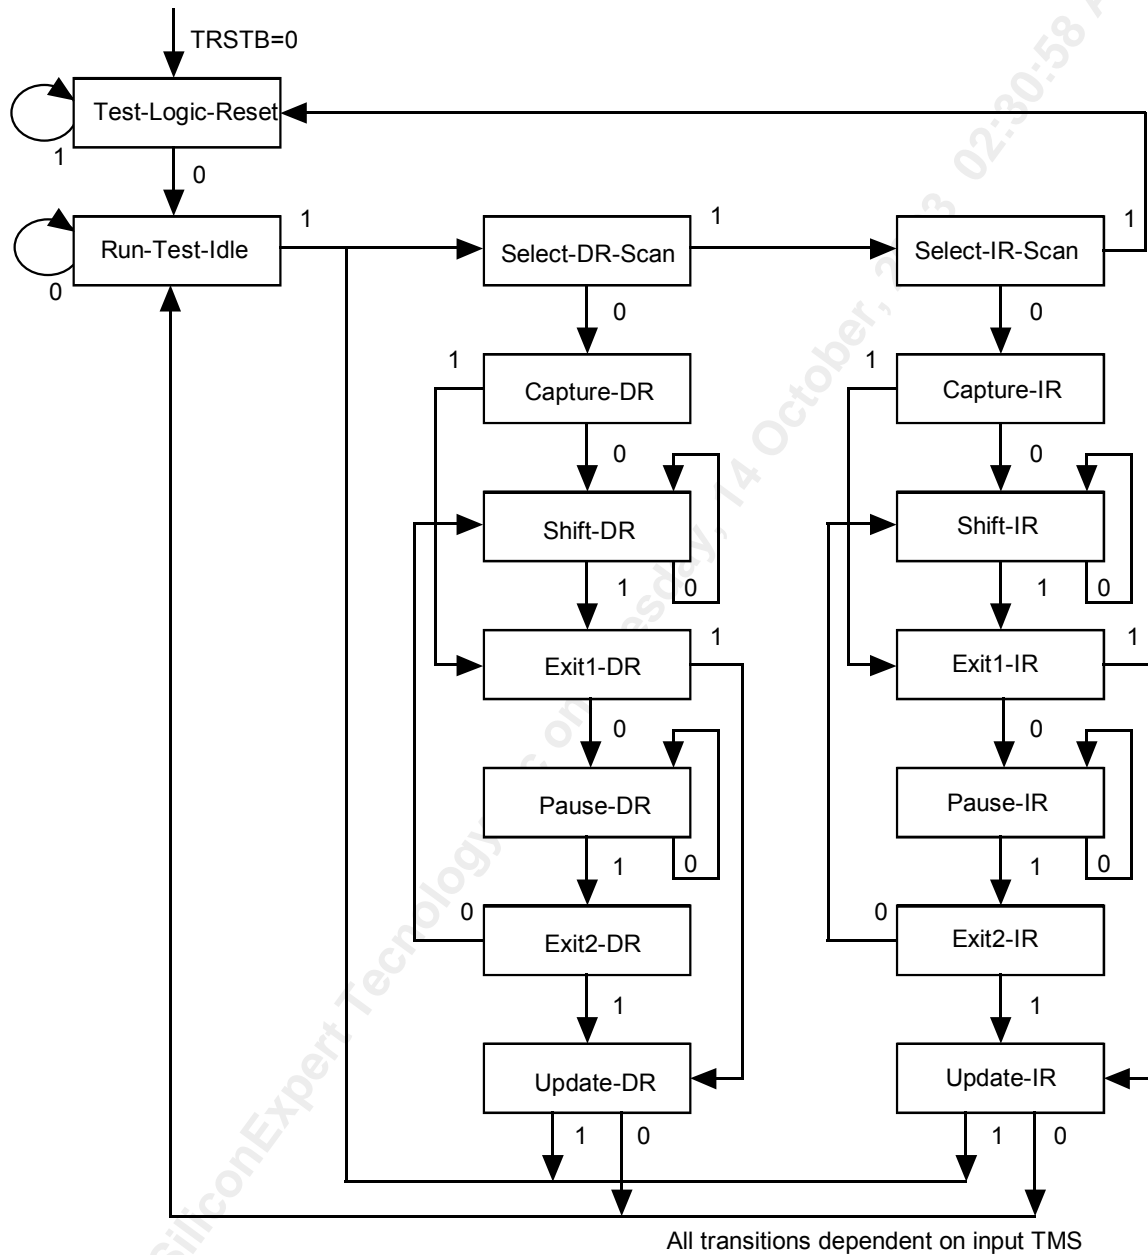 TRSTB=0
Test-Logic-Reset
1
0
Run-Test-Idle
1
0
Select-DR-Scan
1
Select-IR-Scan
1
0
0
1
Capture-DR
1
Capture-IR
0
0
Shift-DR
Shift-IR
1
0
1
0
Exit1-DR
1
Exit1-IR
1
0
0
Pause-DR
Pause-IR
1
0
1
0
0
Exit2-DR
0
Exit2-IR
1
1
Update-DR
Update-IR
1
0
1
0
All transitions dependent on input TMS